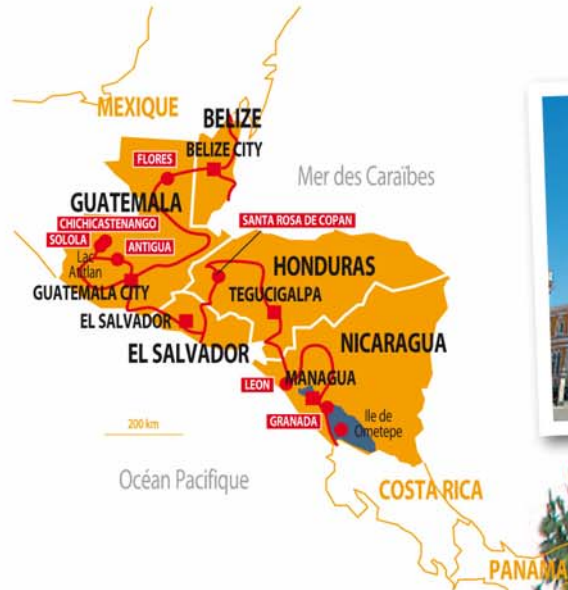 MEXIQUE
BELIZE
BELIZE CITY
FLORES
Mer des Caraïbes
GUATEMALA
SANTA ROSA DE COPAN
CHICHICASTENANGO
SOLOLA
ANTIGUA
Lac
Atitlan
HONDURAS
GUATEMALA CITY
TEGUCIGALPA
EL SALVADOR
EL SALVADOR
NICARAGUA
LEON
MANAGUA
GRANADA
Ile de
Ometepe
200 km
Océan Pacifique
COSTA RICA
PANAMA